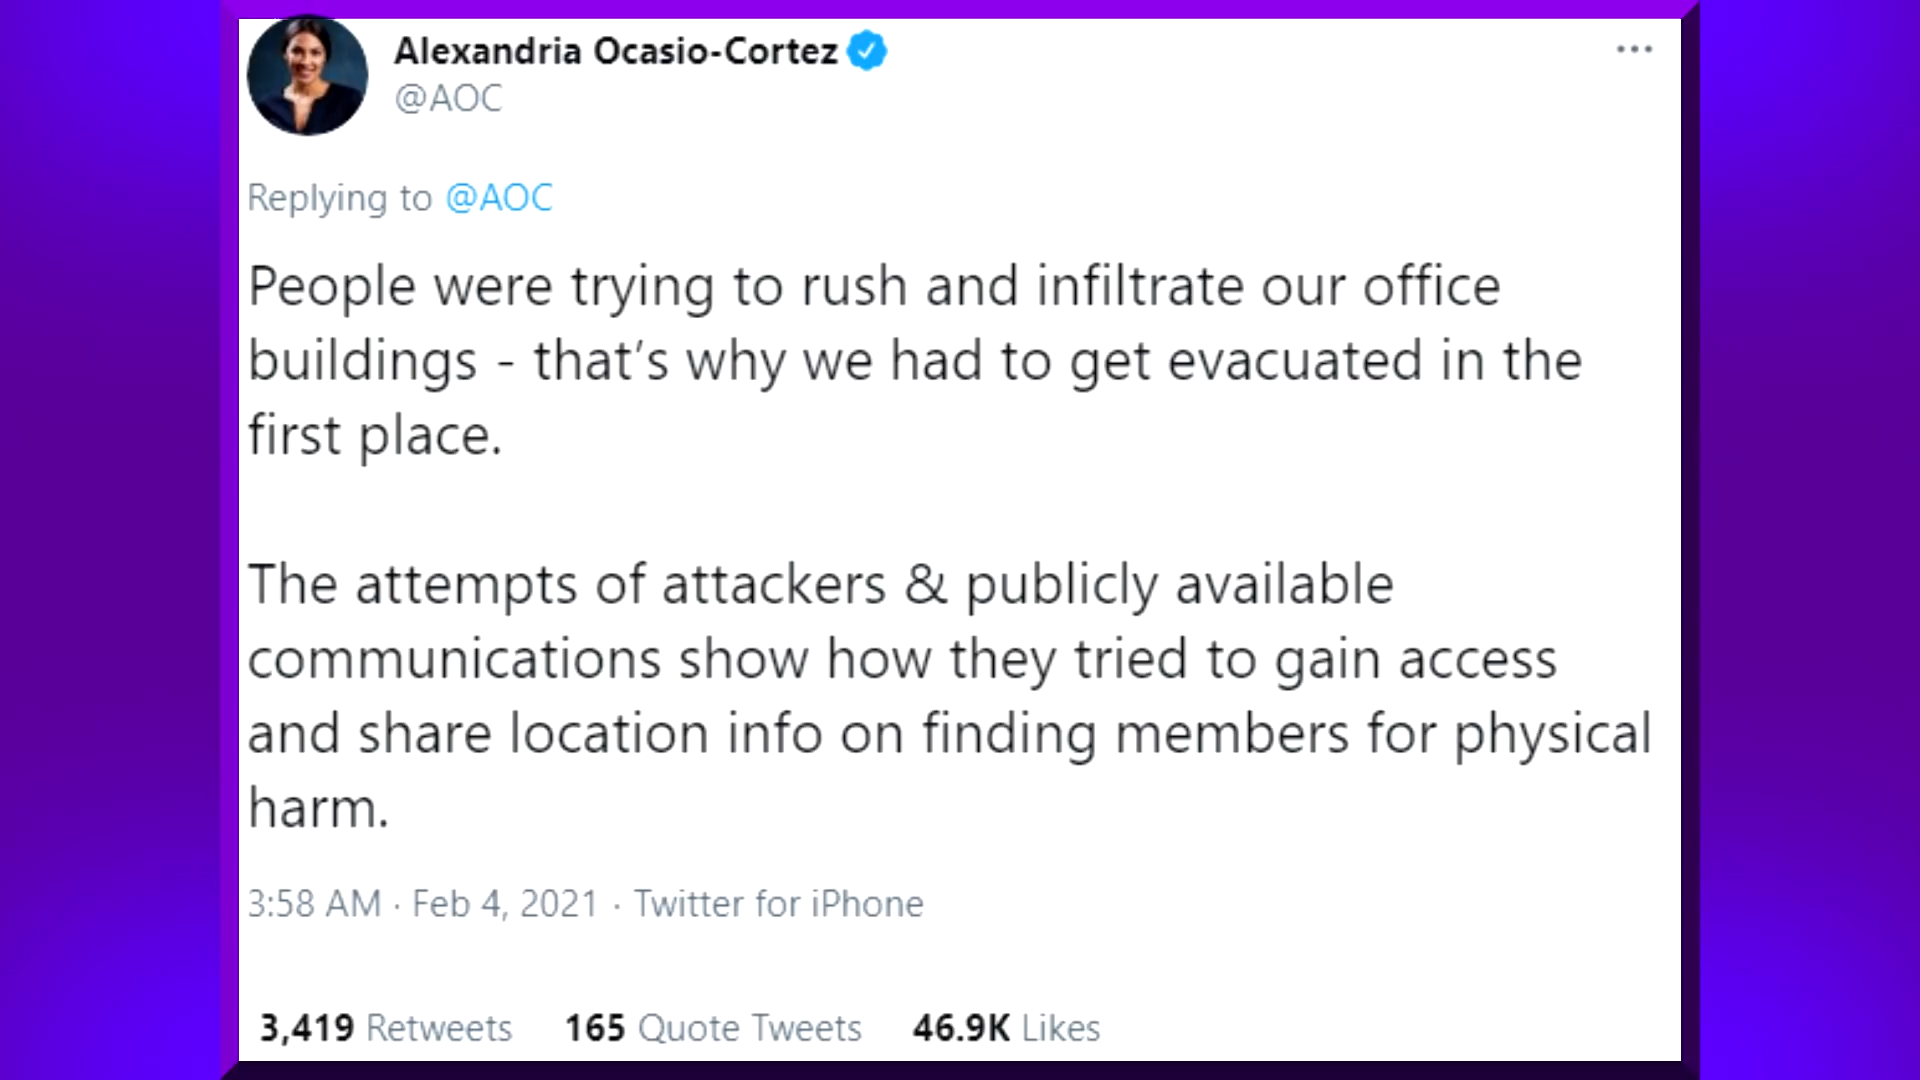 Alexandria Ocasio-Cortez
@AOC
Replying to @AOC
People were trying to rush and infiltrate our office
buildings - that's why we had to get evacuated in the
first place.
The attempts of attackers & publicly available
communications show how they tried to gain access
and share location info on finding members for physical
harm.
3:58 AM · Feb 4, 2021 · Twitter for iPhone
3,419 Retweets 165 Quote Tweets 46.9K Likes